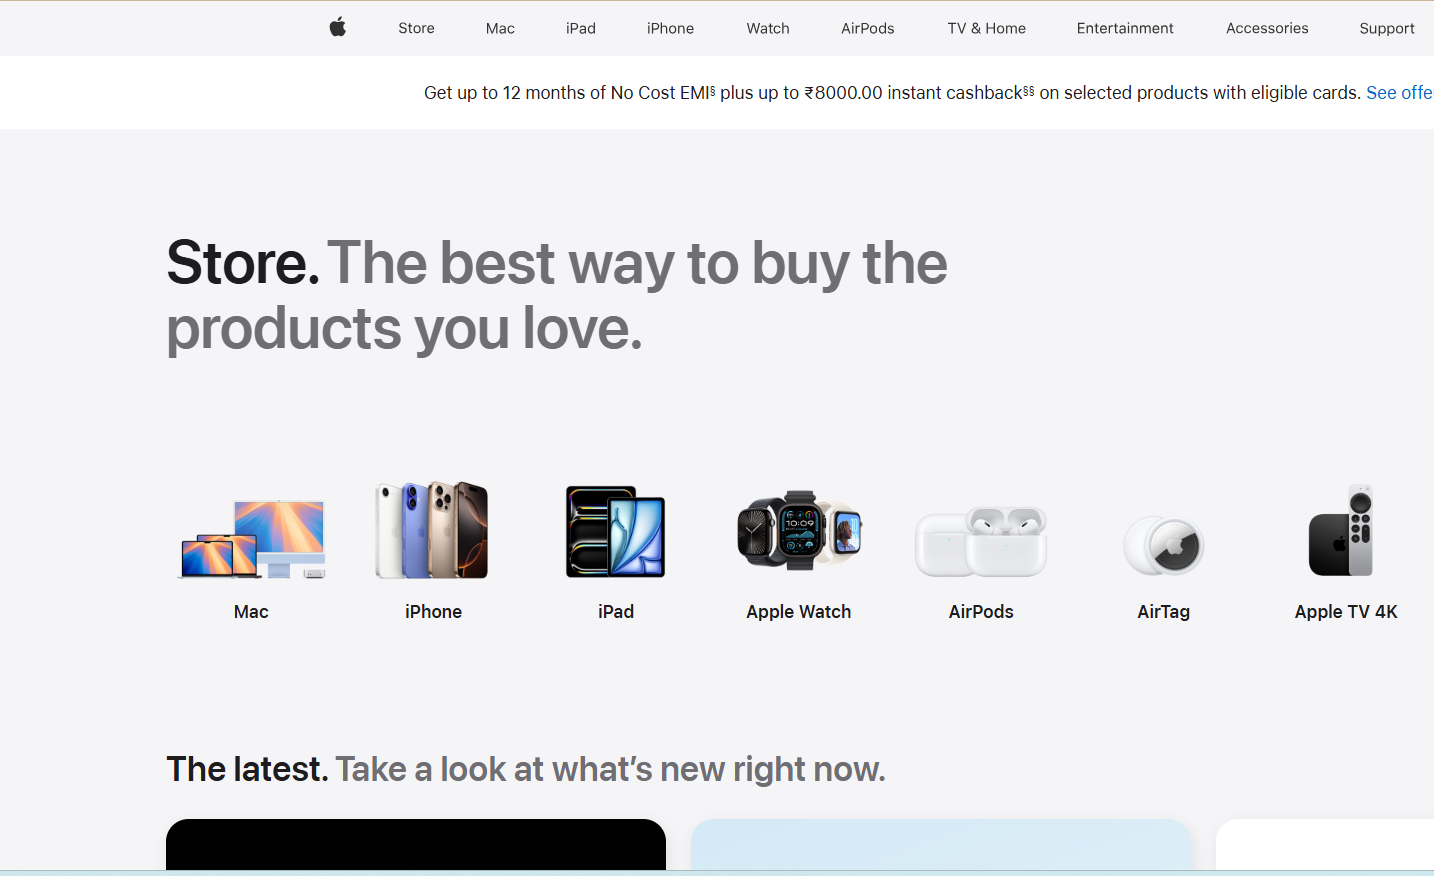 Store Mac iPad iPhone Watch AirPods TV & Home Entertainment Accessories Support
Get up to 12 months of No Cost EMI§ plus up to ₹8000.00 instant cashback§§ on selected products with eligible cards. See offe
Store. The best way to buy the
products you love.
10:09
Mac iPhone iPad Apple Watch AirPods AirTag Apple TV 4K
The latest. Take a look at what’s new right now.